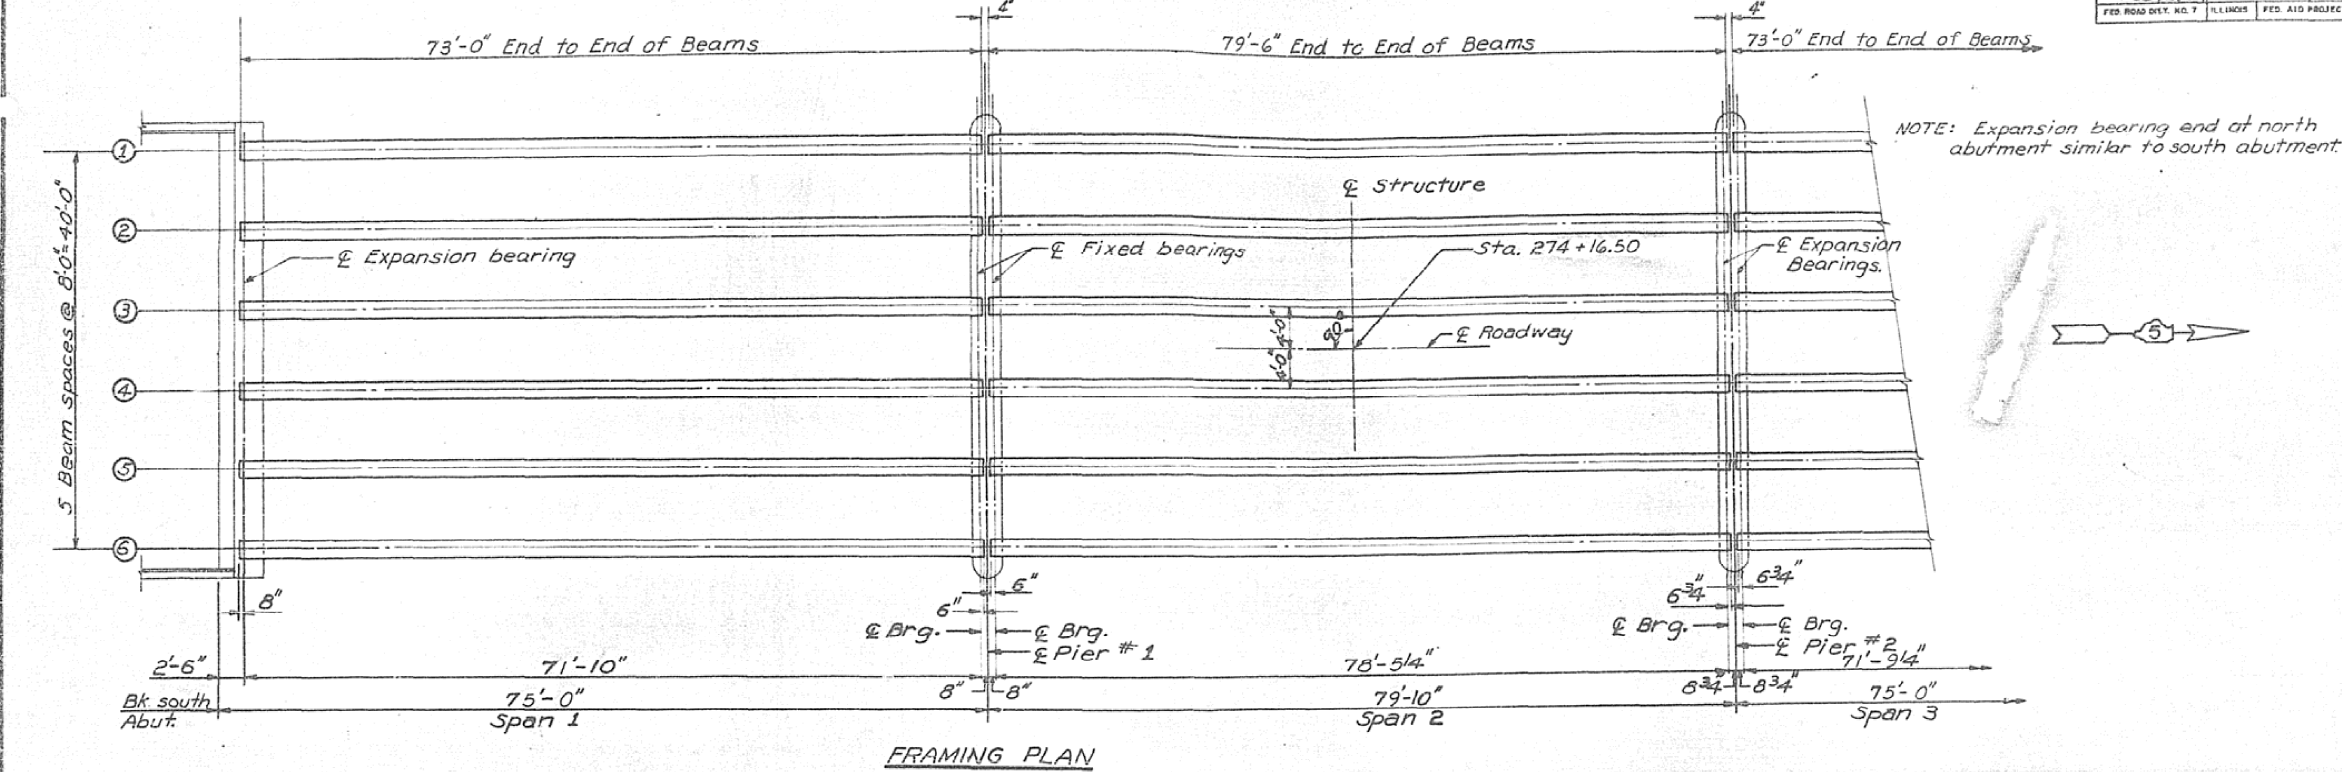 4"
4"
FED. ROAD DIST. NO. 7 ILLINOIS FED. AID PROJEC
73'-0" End to End of Beams
79'-6" End to End of Beams
73'-0" End to End of Beams
NOTE: Expansion bearing end at north
abutment similar to south abutment.
1
2
3
4
5
6
5 Beam spaces @ 8'-0"= 40'-0"
℄ Structure
℄ Expansion bearing
℄ Fixed bearings
Sta. 274 + 16.50
℄ Expansion
Bearings.
4'-0"
4'-0"
90°
℄ Roadway
5
8"
6"
6"
6¾"
6¾"
℄ Brg.
℄ Brg.
℄ Pier #1
℄ Brg.
℄ Brg.
℄ Pier #2
2'-6"
71'-10"
78'-5¼"
71'-9¼"
8"
8"
8¾"
8¾"
Bk. south
Abut.
75'-0"
Span 1
79'-10"
Span 2
75'-0"
Span 3
FRAMING PLAN